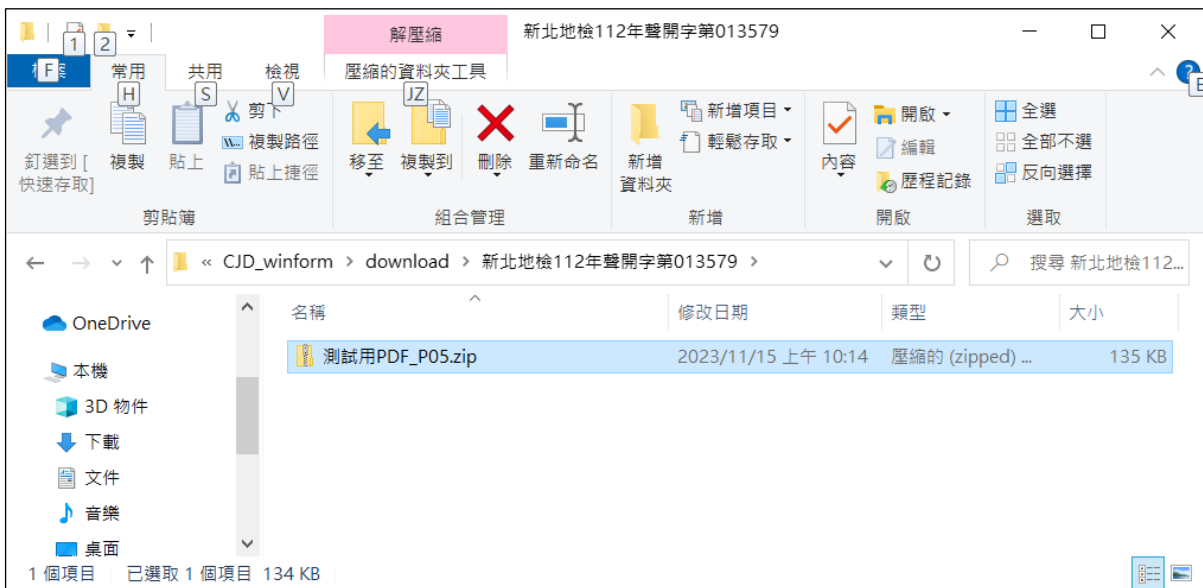 1 2 解壓縮 新北地檢112年聲開字第013579
F 常用 共用 檢視 壓縮的資料夾工具
H S V JZ
釘選到 [
快速存取]
複製
貼上
剪下
複製路徑
貼上捷徑
剪貼簿
移至
複製到
刪除
重新命名
組合管理
新增
資料夾
新增項目
輕鬆存取
新增
內容
開啟
編輯
歷程記錄
開啟
全選
全部不選
反向選擇
選取
« CJD_winform › download › 新北地檢112年聲開字第013579 ›
搜尋 新北地檢112...
OneDrive
本機
3D 物件
下載
文件
音樂
桌面
名稱 修改日期 類型 大小
測試用PDF_P05.zip 2023/11/15 上午 10:14 壓縮的 (zipped) ... 135 KB
1 個項目 已選取 1 個項目 134 KB